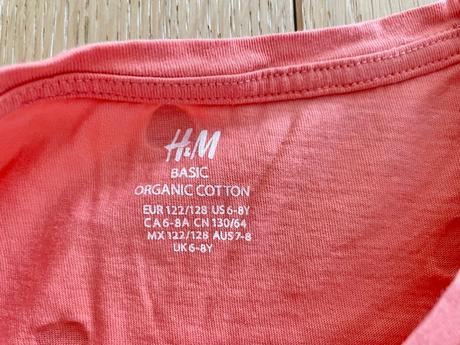 H&M
BASIC
ORGANIC COTTON
EUR 122/128 US 6-8Y
CA 6-8A CN 130/64
MX 122/128 AUS 7-8
UK 6-8Y